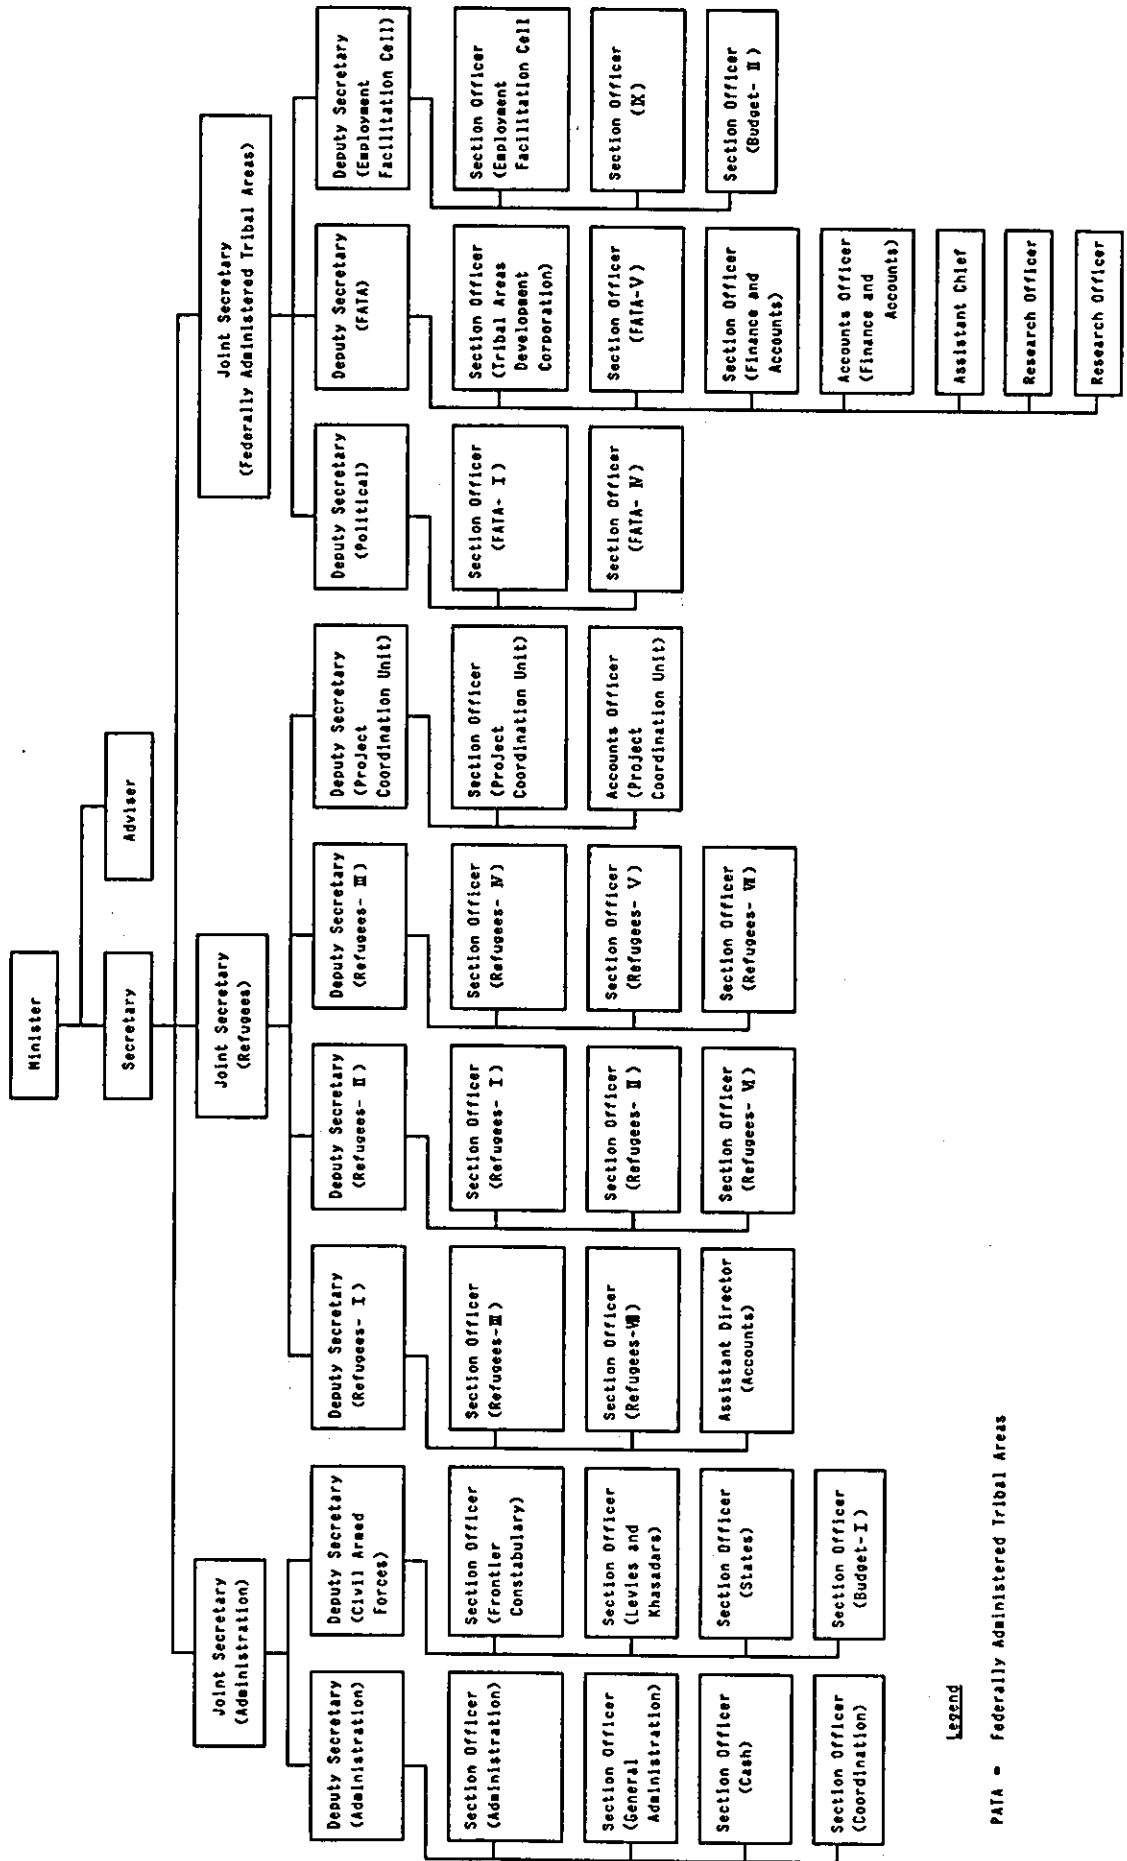 Minister
Secretary
Adviser
Joint Secretary
(Administration)
Joint Secretary
(Refugees)
Joint Secretary
(Federally Administered Tribal Areas)
Deputy Secretary
(Administration)
Section Officer
(Administration)
Section Officer
(General
Administration)
Section Officer
(Cash)
Section Officer
(Coordination)
Deputy Secretary
(Civil Armed
Forces)
Section Officer
(Frontier
Constabulary)
Section Officer
(Levies and
Khasadars)
Section Officer
(States)
Section Officer
(Budget-I)
Deputy Secretary
(Refugees- I)
Section Officer
(Refugees-III)
Section Officer
(Refugees-VIII)
Assistant Director
(Accounts)
Deputy Secretary
(Refugees- II)
Section Officer
(Refugees- I)
Section Officer
(Refugees- II)
Section Officer
(Refugees- VI)
Deputy Secretary
(Refugees- III)
Section Officer
(Refugees- IV)
Section Officer
(Refugees- V)
Section Officer
(Refugees- VII)
Deputy Secretary
(Project
Coordination Unit)
Section Officer
(Project
Coordination Unit)
Accounts Officer
(Project
Coordination Unit)
Deputy Secretary
(Political)
Section Officer
(FATA- I)
Section Officer
(FATA- IV)
Deputy Secretary
(FATA)
Section Officer
(Tribal Areas
Development
Corporation)
Section Officer
(FATA-V)
Section Officer
(Finance and
Accounts)
Accounts Officer
(Finance and
Accounts)
Assistant Chief
Research Officer
Research Officer
Deputy Secretary
(Employment
Facilitation Cell)
Section Officer
(Employment
Facilitation Cell
Section Officer
(IX)
Section Officer
(Budget- II)
Legend
PATA = Federally Administered Tribal Areas